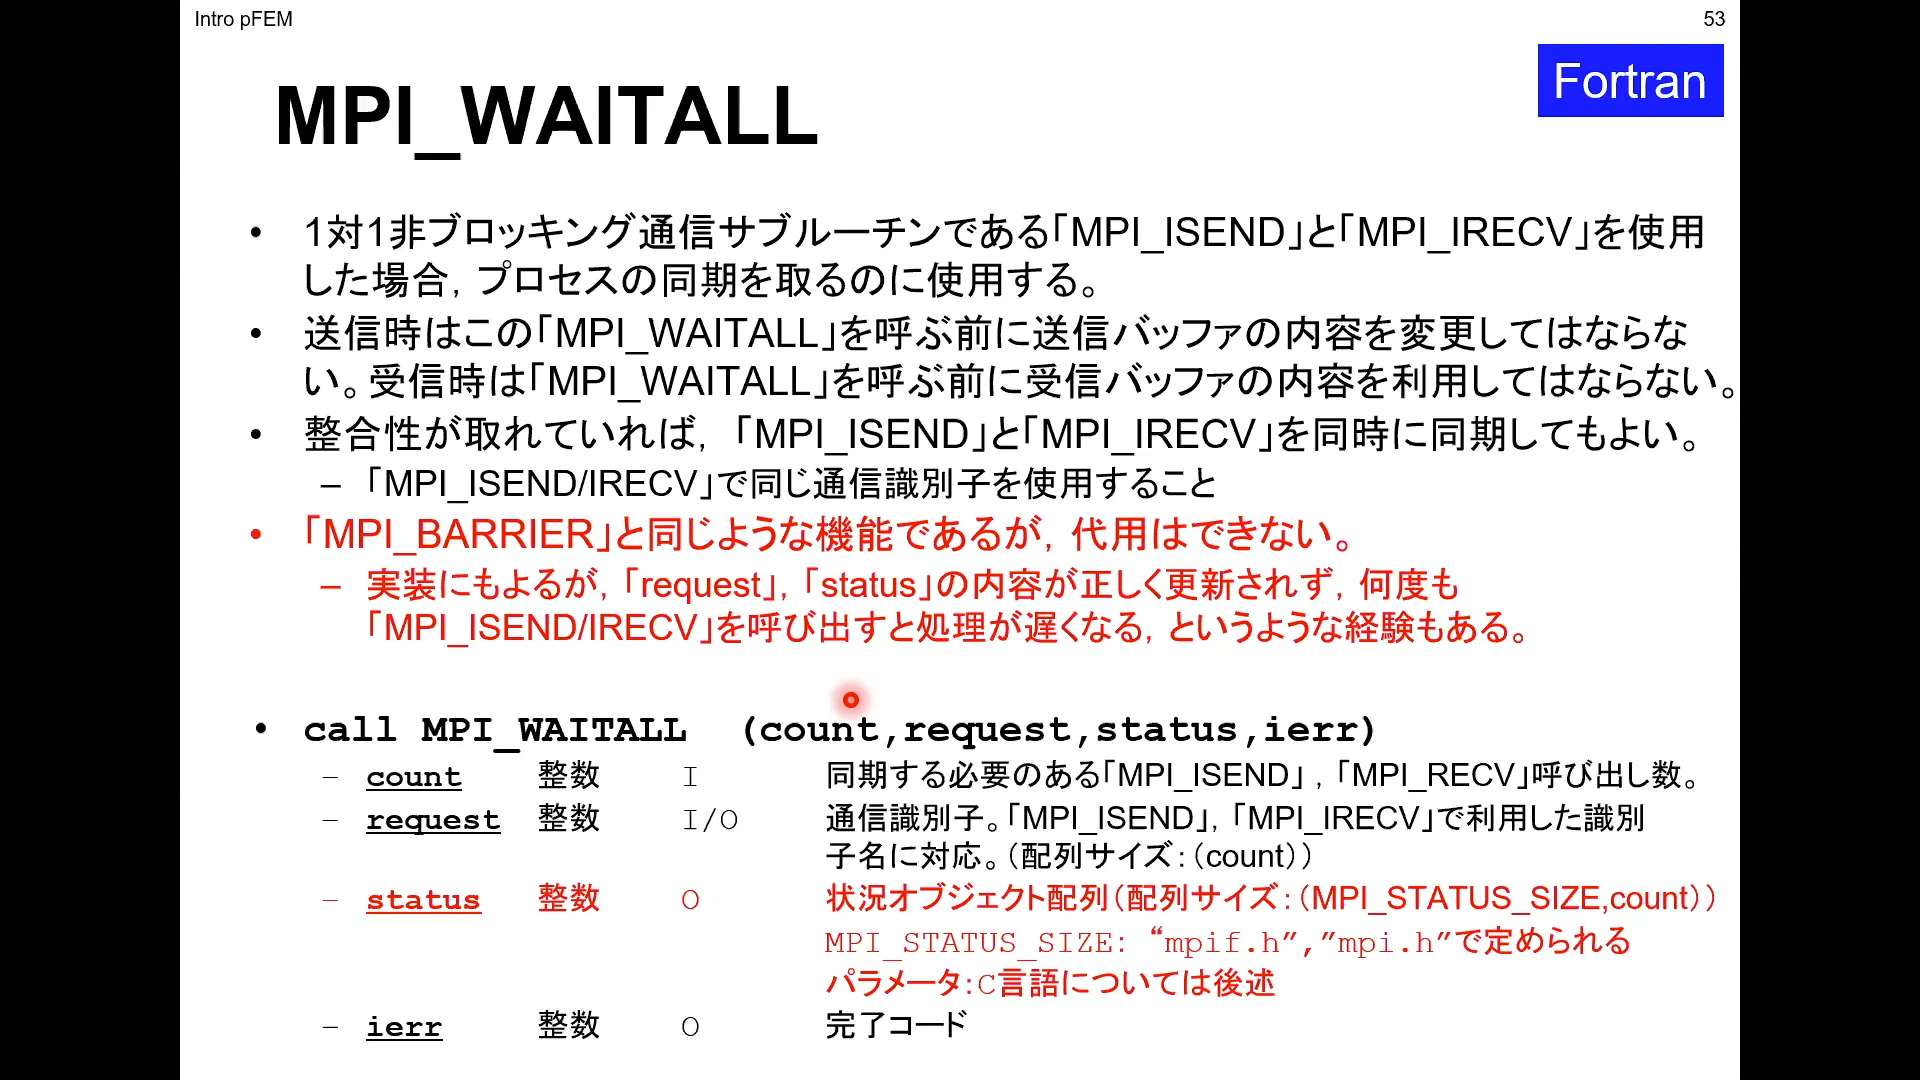 Intro pFEM
53
Fortran
MPI_WAITALL
• 1対1非ブロッキング通信サブルーチンである「MPI_ISEND」と「MPI_IRECV」を使用
した場合，プロセスの同期を取るのに使用する。
• 送信時はこの「MPI_WAITALL」を呼ぶ前に送信バッファの内容を変更してはならな
い。受信時は「MPI_WAITALL」を呼ぶ前に受信バッファの内容を利用してはならない。
• 整合性が取れていれば，「MPI_ISEND」と「MPI_IRECV」を同時に同期してもよい。
– 「MPI_ISEND/IRECV」で同じ通信識別子を使用すること
• 「MPI_BARRIER」と同じような機能であるが，代用はできない。
– 実装にもよるが，「request」，「status」の内容が正しく更新されず，何度も
「MPI_ISEND/IRECV」を呼び出すと処理が遅くなる，というような経験もある。
• call MPI_WAITALL (count,request,status,ierr)
– count 整数 I 同期する必要のある「MPI_ISEND」，「MPI_RECV」呼び出し数。
– request 整数 I/O 通信識別子。「MPI_ISEND」，「MPI_IRECV」で利用した識別
子名に対応。（配列サイズ：（count））
– status 整数 O 状況オブジェクト配列（配列サイズ：（MPI_STATUS_SIZE,count））
MPI_STATUS_SIZE: “mpif.h”,”mpi.h”で定められる
パラメータ：C言語については後述
– ierr 整数 O 完了コード